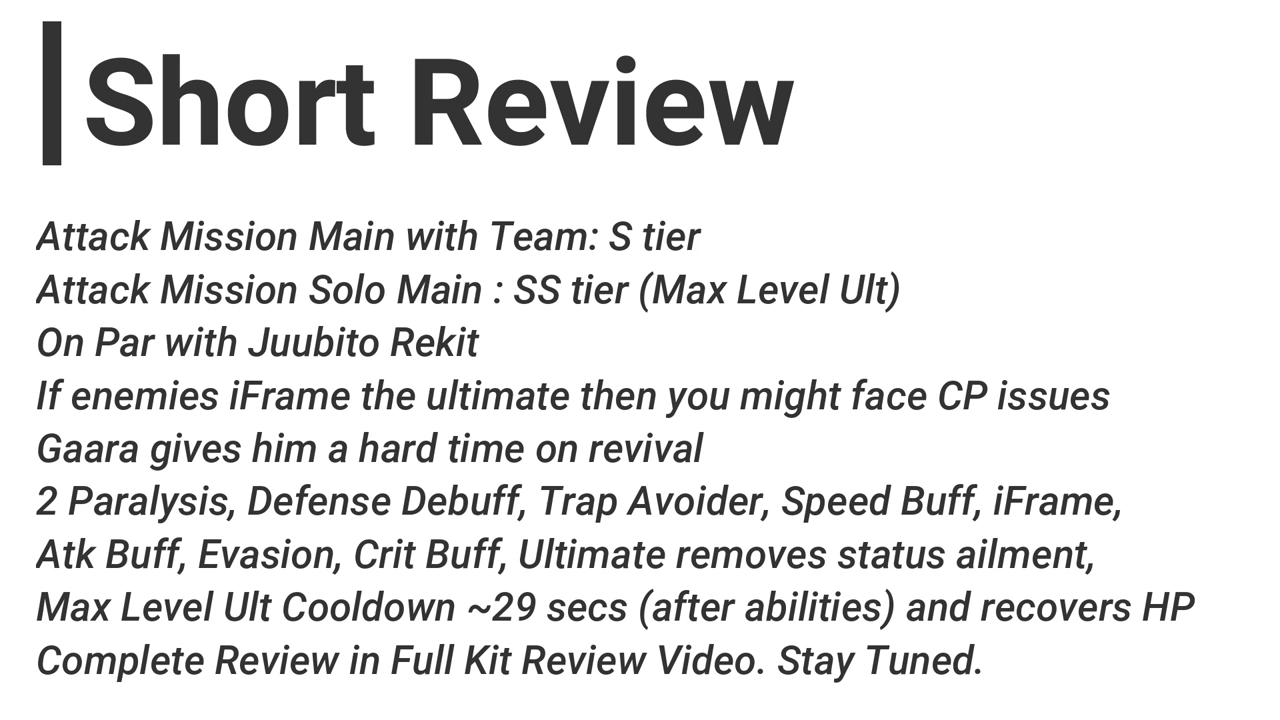 Short Review
Attack Mission Main with Team: S tier
Attack Mission Solo Main : SS tier (Max Level Ult)
On Par with Juubito Rekit
If enemies iFrame the ultimate then you might face CP issues
Gaara gives him a hard time on revival
2 Paralysis, Defense Debuff, Trap Avoider, Speed Buff, iFrame,
Atk Buff, Evasion, Crit Buff, Ultimate removes status ailment,
Max Level Ult Cooldown ~29 secs (after abilities) and recovers HP
Complete Review in Full Kit Review Video. Stay Tuned.